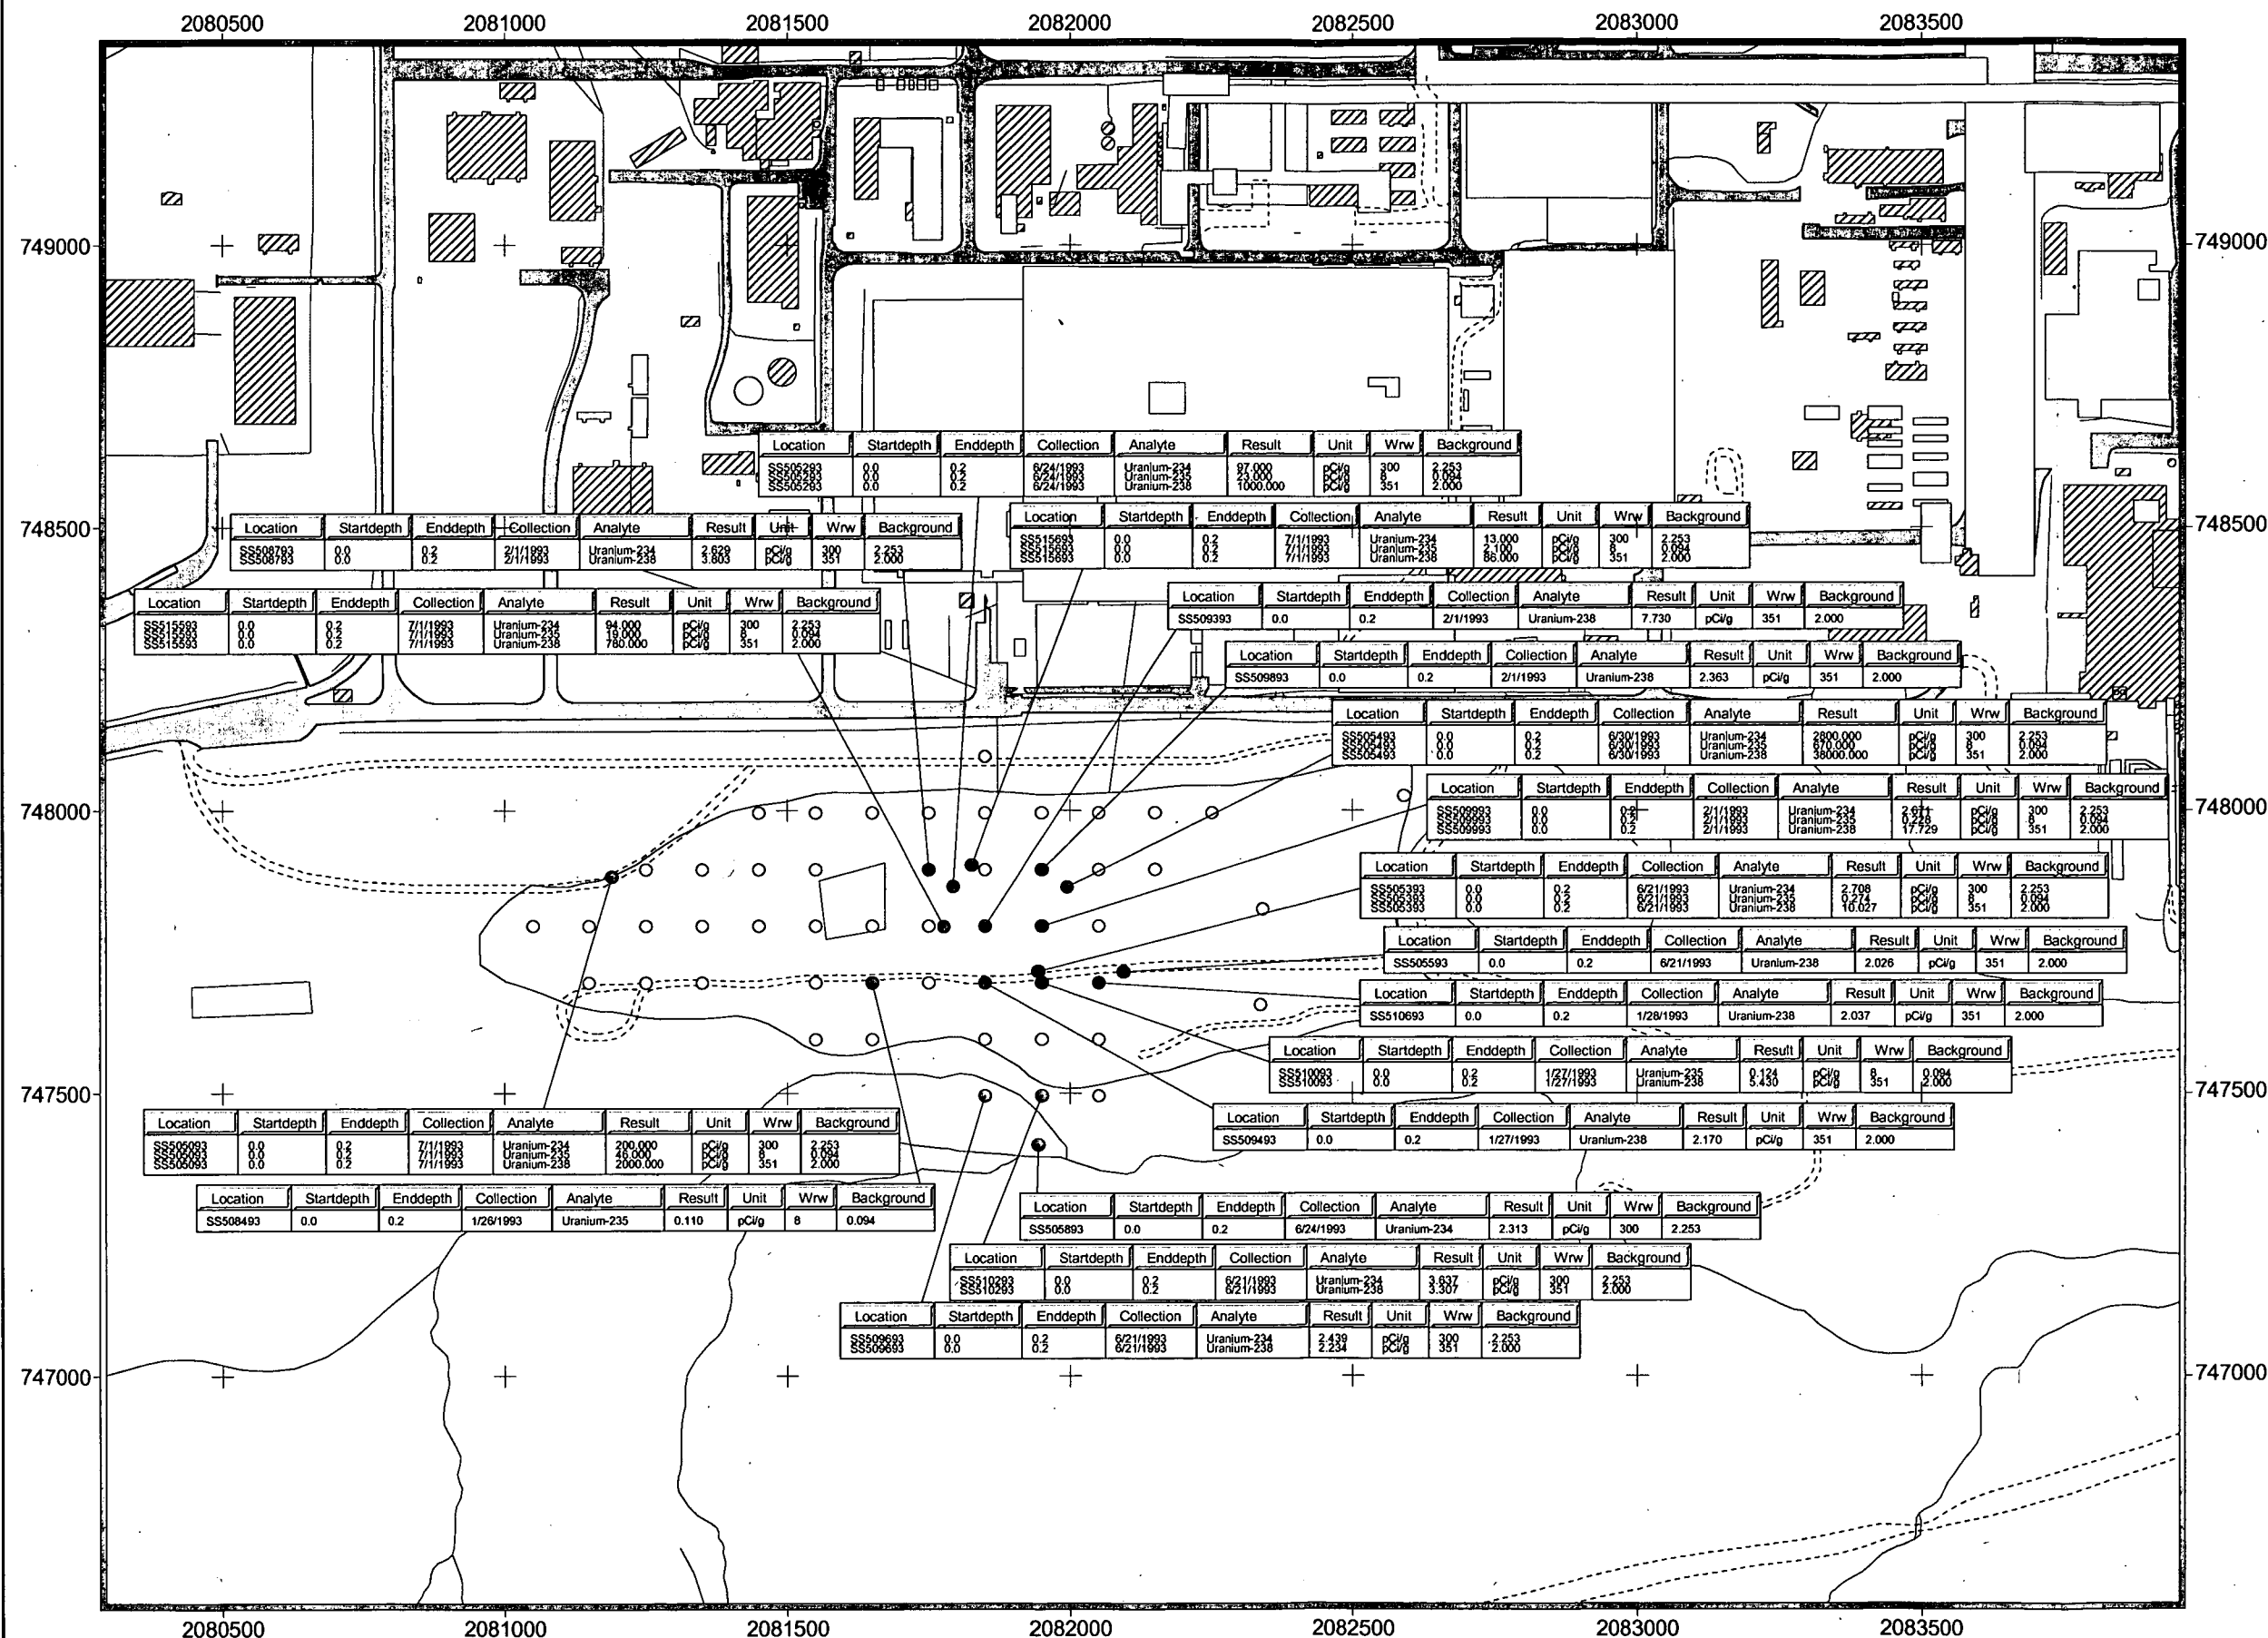 2080500 2081000 2081500 2082000 2082500 2083000 2083500
749000 749000
Location Startdepth Enddepth Collection Analyte Result Unit Wrw Background
SS505293 0.0 0.2 6/24/1993 Uranium-234 97.000 pCi/g 300 2.253
SS505293 0.0 0.2 6/24/1993 Uranium-235 23.000 pCi/g 8 0.094
SS505293 0.0 0.2 6/24/1993 Uranium-238 1000.000 pCi/g 351 2.000
748500 748500
Location Startdepth Enddepth Collection Analyte Result Unit Wrw Background
SS508793 0.0 0.2 2/1/1993 Uranium-234 2.629 pCi/g 300 2.253
SS508793 0.0 0.2 2/1/1993 Uranium-238 3.803 pCi/g 351 2.000
Location Startdepth Enddepth Collection Analyte Result Unit Wrw Background
SS515693 0.0 0.2 7/1/1993 Uranium-234 13.000 pCi/g 300 2.253
SS515693 0.0 0.2 7/1/1993 Uranium-235 2.100 pCi/g 8 0.094
SS515693 0.0 0.2 7/1/1993 Uranium-238 86.000 pCi/g 351 2.000
Location Startdepth Enddepth Collection Analyte Result Unit Wrw Background
SS515593 0.0 0.2 7/1/1993 Uranium-234 94.000 pCi/g 300 2.253
SS515593 0.0 0.2 7/1/1993 Uranium-235 19.000 pCi/g 8 0.094
SS515593 0.0 0.2 7/1/1993 Uranium-238 780.000 pCi/g 351 2.000
Location Startdepth Enddepth Collection Analyte Result Unit Wrw Background
SS509393 0.0 0.2 2/1/1993 Uranium-238 7.730 pCi/g 351 2.000
Location Startdepth Enddepth Collection Analyte Result Unit Wrw Background
SS509893 0.0 0.2 2/1/1993 Uranium-238 2.363 pCi/g 351 2.000
Location Startdepth Enddepth Collection Analyte Result Unit Wrw Background
SS505493 0.0 0.2 6/30/1993 Uranium-234 2800.000 pCi/g 300 2.253
SS505493 0.0 0.2 6/30/1993 Uranium-235 670.000 pCi/g 8 0.094
SS505493 0.0 0.2 6/30/1993 Uranium-238 38000.000 pCi/g 351 2.000
748000 748000
Location Startdepth Enddepth Collection Analyte Result Unit Wrw Background
SS509993 0.0 0.2 2/1/1993 Uranium-234 2.671 pCi/g 300 2.253
SS509993 0.0 0.2 2/1/1993 Uranium-235 0.228 pCi/g 8 0.094
SS509993 0.0 0.2 2/1/1993 Uranium-238 17.729 pCi/g 351 2.000
Location Startdepth Enddepth Collection Analyte Result Unit Wrw Background
SS505393 0.0 0.2 6/21/1993 Uranium-234 2.708 pCi/g 300 2.253
SS505393 0.0 0.2 6/21/1993 Uranium-235 0.274 pCi/g 8 0.094
SS505393 0.0 0.2 6/21/1993 Uranium-238 10.027 pCi/g 351 2.000
Location Startdepth Enddepth Collection Analyte Result Unit Wrw Background
SS505593 0.0 0.2 6/21/1993 Uranium-238 2.026 pCi/g 351 2.000
Location Startdepth Enddepth Collection Analyte Result Unit Wrw Background
SS510693 0.0 0.2 1/28/1993 Uranium-238 2.037 pCi/g 351 2.000
Location Startdepth Enddepth Collection Analyte Result Unit Wrw Background
SS510093 0.0 0.2 1/27/1993 Uranium-235 0.124 pCi/g 8 0.094
SS510093 0.0 0.2 1/27/1993 Uranium-238 5.430 pCi/g 351 2.000
747500 747500
Location Startdepth Enddepth Collection Analyte Result Unit Wrw Background
SS509493 0.0 0.2 1/27/1993 Uranium-238 2.170 pCi/g 351 2.000
Location Startdepth Enddepth Collection Analyte Result Unit Wrw Background
SS505093 0.0 0.2 7/1/1993 Uranium-234 200.000 pCi/g 300 2.253
SS505093 0.0 0.2 7/1/1993 Uranium-235 46.000 pCi/g 8 0.094
SS505093 0.0 0.2 7/1/1993 Uranium-238 2000.000 pCi/g 351 2.000
Location Startdepth Enddepth Collection Analyte Result Unit Wrw Background
SS508493 0.0 0.2 1/26/1993 Uranium-235 0.110 pCi/g 8 0.094
Location Startdepth Enddepth Collection Analyte Result Unit Wrw Background
SS505893 0.0 0.2 6/24/1993 Uranium-234 2.313 pCi/g 300 2.253
Location Startdepth Enddepth Collection Analyte Result Unit Wrw Background
SS510293 0.0 0.2 6/21/1993 Uranium-234 3.637 pCi/g 300 2.253
SS510293 0.0 0.2 6/21/1993 Uranium-238 3.307 pCi/g 351 2.000
Location Startdepth Enddepth Collection Analyte Result Unit Wrw Background
SS509693 0.0 0.2 6/21/1993 Uranium-234 2.439 pCi/g 300 2.253
SS509693 0.0 0.2 6/21/1993 Uranium-238 2.234 pCi/g 351 2.000
747000 747000
2080500 2081000 2081500 2082000 2082500 2083000 2083500